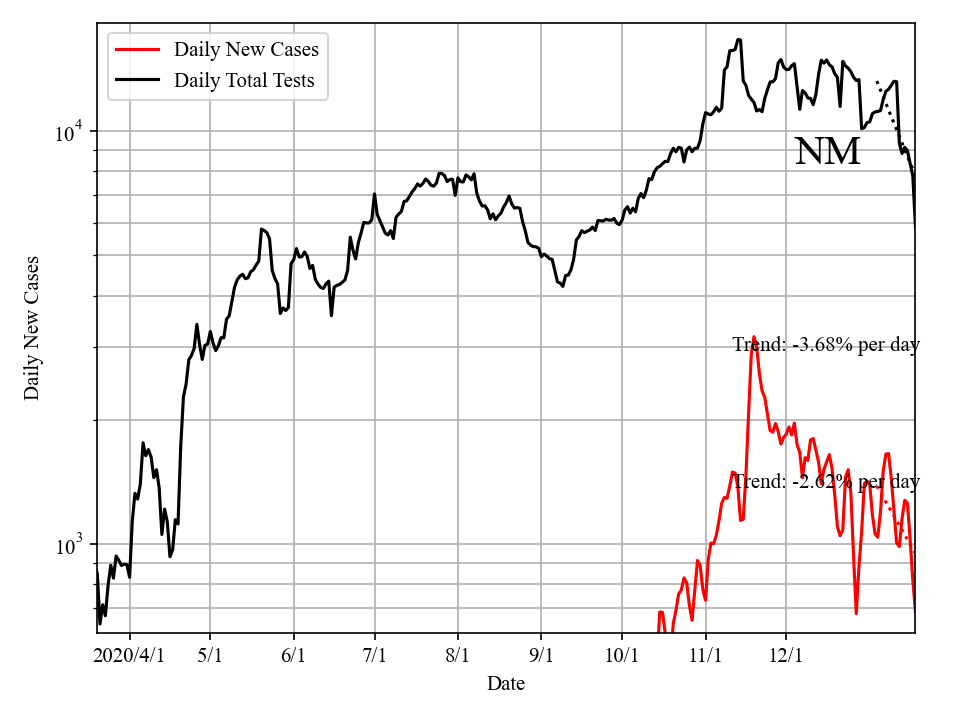 Daily New Cases
Daily Total Tests
10^4
NM
Daily New Cases
Trend: -3.68% per day
Trend: -2.62% per day
10^3
2020/4/1 5/1 6/1 7/1 8/1 9/1 10/1 11/1 12/1
Date